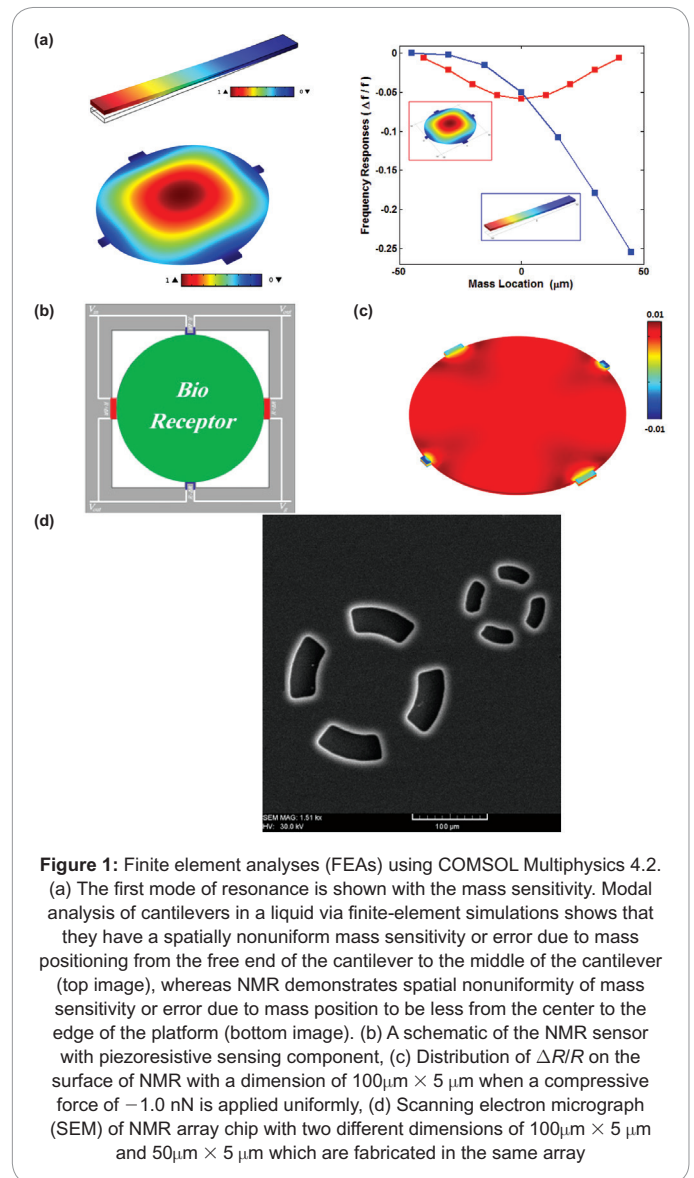 (a)
1 ▲ 0 ▼
1 ▲ 0 ▼
Frequency Responses (Δf/f)
0
-0.05
-0.1
-0.15
-0.2
-0.25
-50 0 50
Mass Location (μm)
(b)
V
V
Bio
Receptor
V
V
(c)
0.01
-0.01
(d)
SEM MAG: 1.51 kx
HV: 30.0 kV
100 μm
Figure 1: Finite element analyses (FEAs) using COMSOL Multiphysics 4.2.
(a) The first mode of resonance is shown with the mass sensitivity. Modal
analysis of cantilevers in a liquid via finite-element simulations shows that
they have a spatially nonuniform mass sensitivity or error due to mass
positioning from the free end of the cantilever to the middle of the cantilever
(top image), whereas NMR demonstrates spatial nonuniformity of mass
sensitivity or error due to mass position to be less from the center to the
edge of the platform (bottom image). (b) A schematic of the NMR sensor
with piezoresistive sensing component, (c) Distribution of ΔR/R on the
surface of NMR with a dimension of 100μm × 5 μm when a compressive
force of −1.0 nN is applied uniformly, (d) Scanning electron micrograph
(SEM) of NMR array chip with two different dimensions of 100μm × 5 μm
and 50μm × 5 μm which are fabricated in the same array